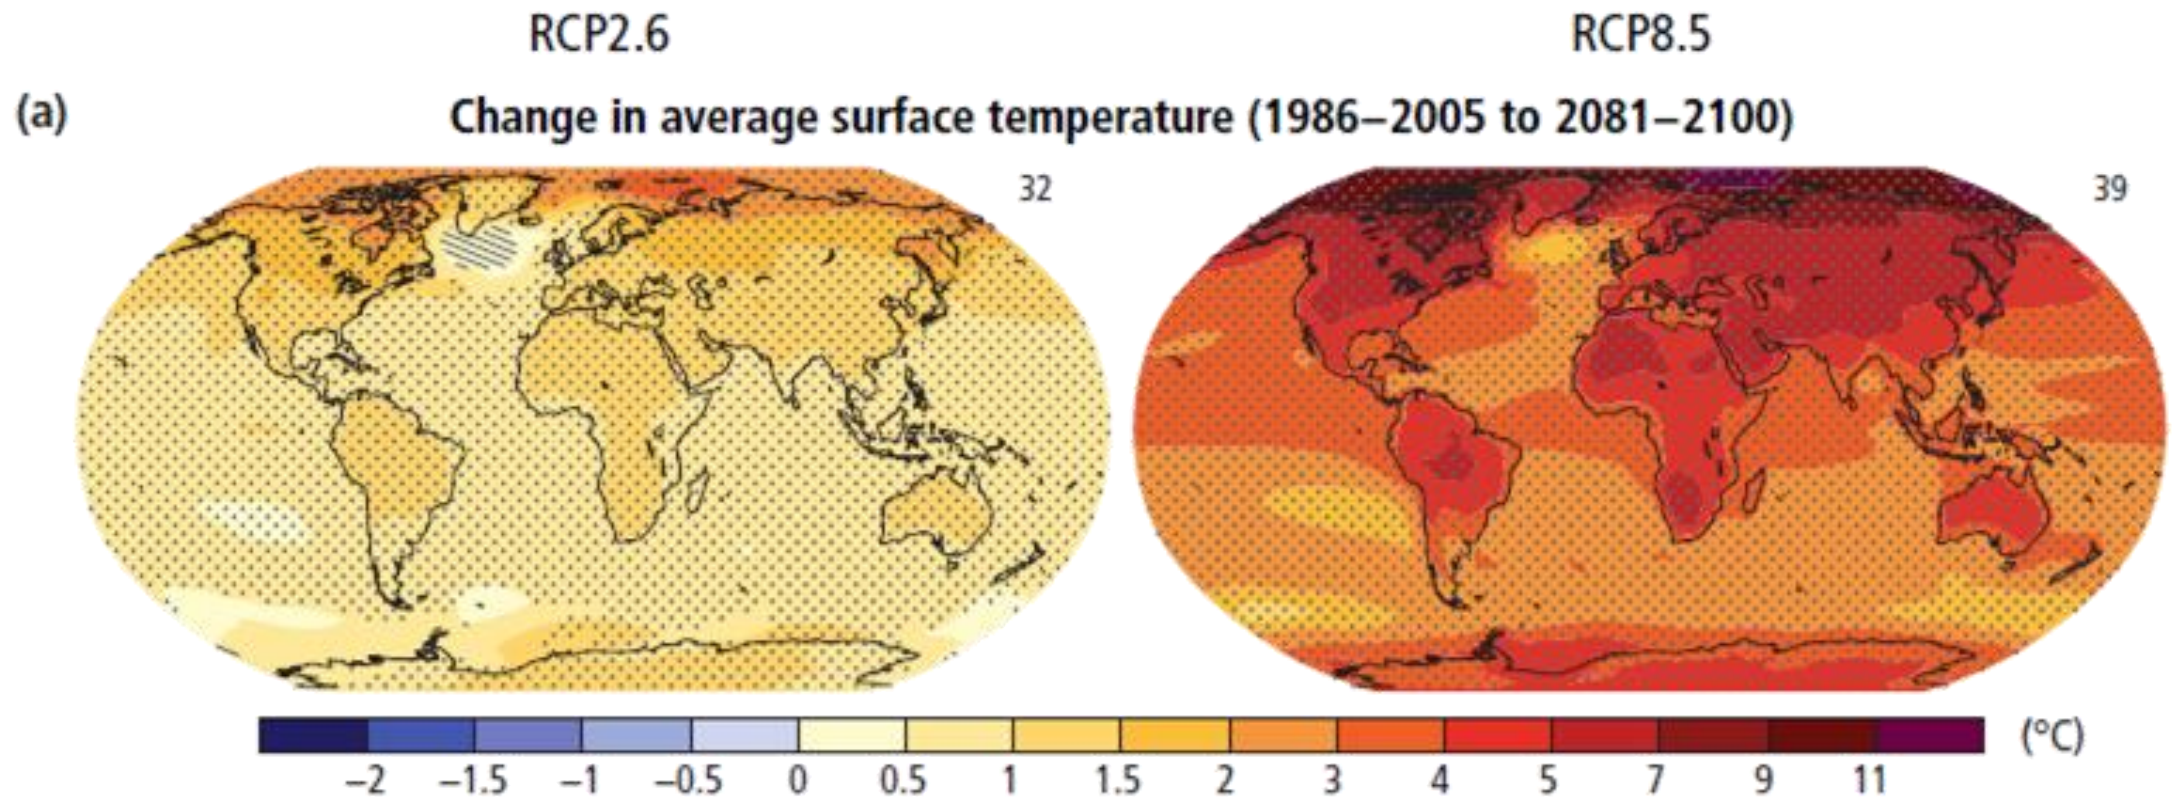 RCP2.6 RCP8.5
(a) Change in average surface temperature (1986–2005 to 2081–2100)
32 39
−2 −1.5 −1 −0.5 0 0.5 1 1.5 2 3 4 5 7 9 11 (°C)